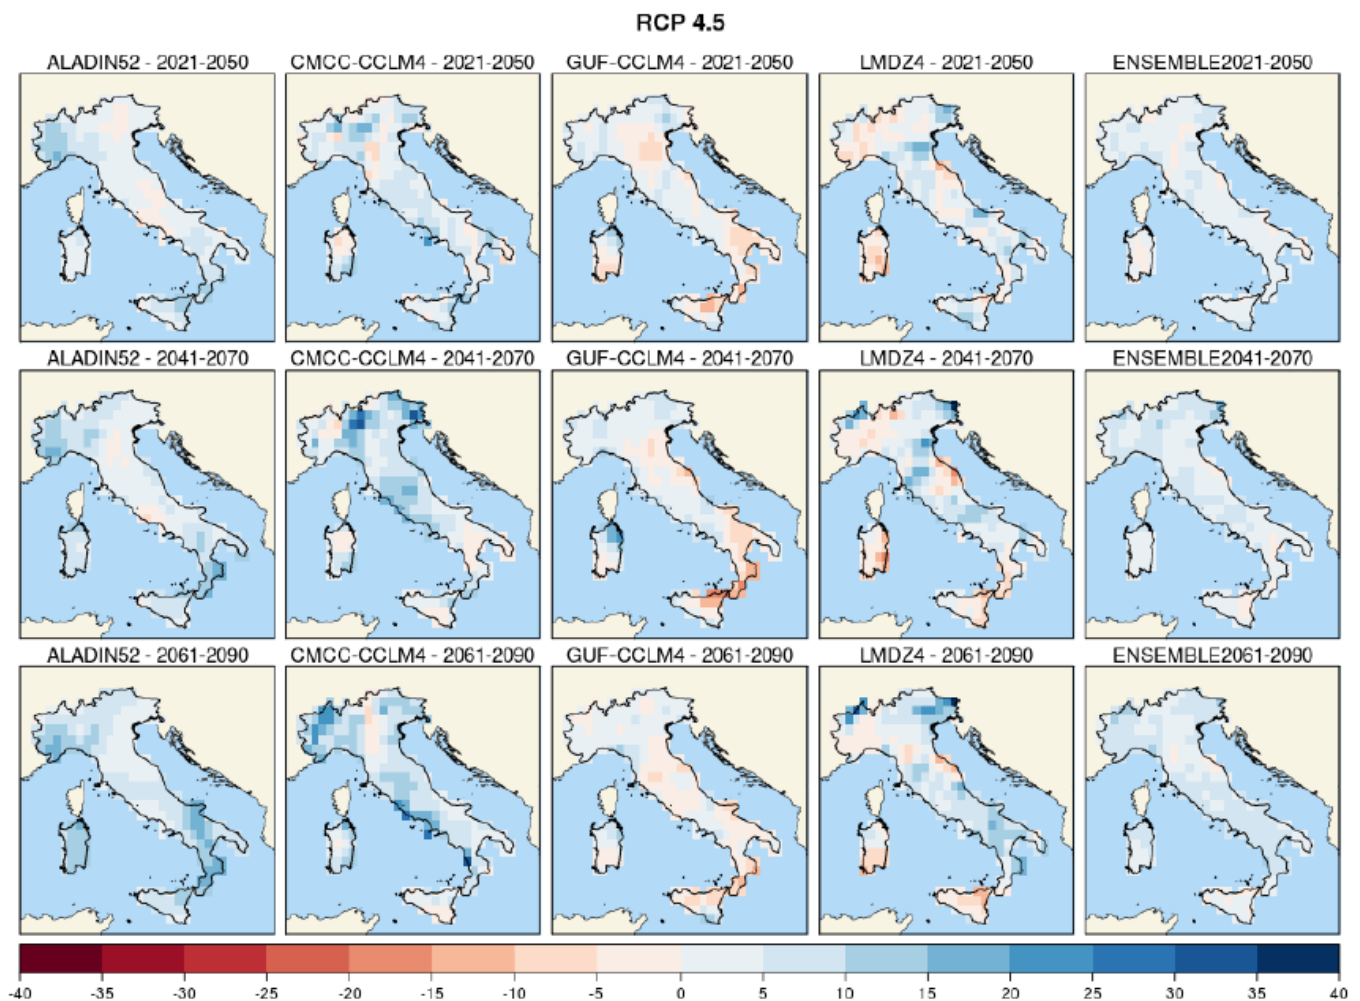 RCP 4.5
ALADIN52 - 2021-2050 CMCC-CCLM4 - 2021-2050 GUF-CCLM4 - 2021-2050 LMDZ4 - 2021-2050 ENSEMBLE2021-2050
ALADIN52 - 2041-2070 CMCC-CCLM4 - 2041-2070 GUF-CCLM4 - 2041-2070 LMDZ4 - 2041-2070 ENSEMBLE2041-2070
ALADIN52 - 2061-2090 CMCC-CCLM4 - 2061-2090 GUF-CCLM4 - 2061-2090 LMDZ4 - 2061-2090 ENSEMBLE2061-2090
-40 -35 -30 -25 -20 -15 -10 -5 0 5 10 15 20 25 30 35 40